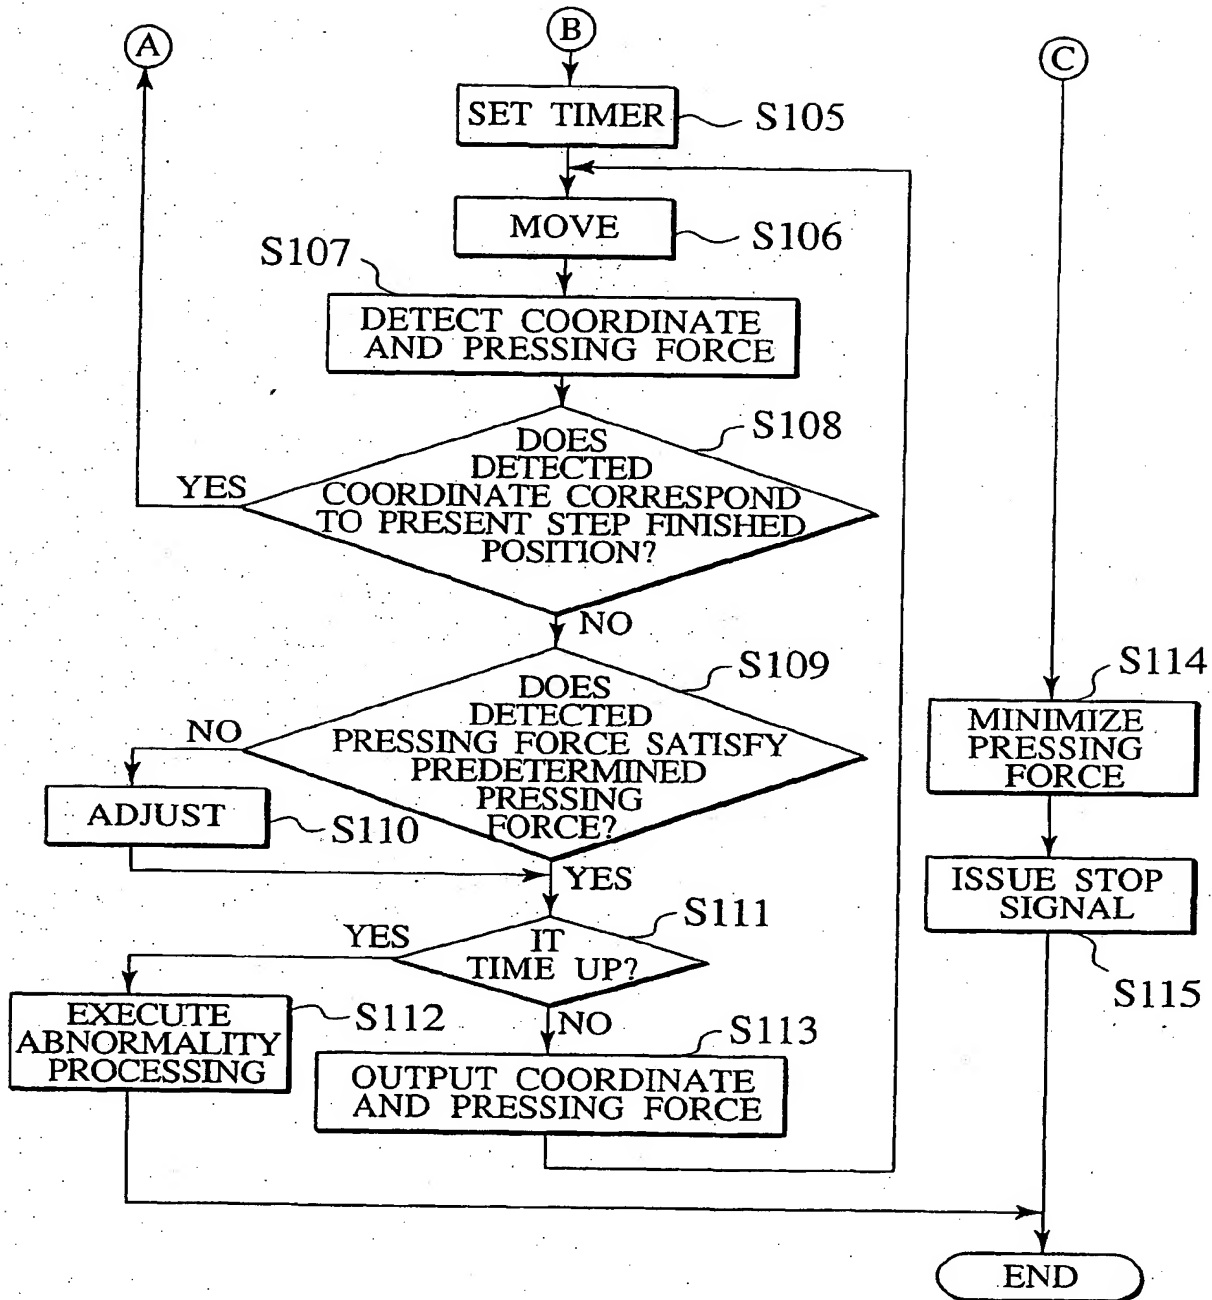 A
B
C
SET TIMER
S105
MOVE
S106
S107
DETECT COORDINATE
AND PRESSING FORCE
S108
DOES
DETECTED
COORDINATE CORRESPOND
TO PRESENT STEP FINISHED
POSITION?
YES
NO
S109
DOES
DETECTED
PRESSING FORCE SATISFY
PREDETERMINED
PRESSING
FORCE?
NO
ADJUST
S110
YES
S111
IT
TIME UP?
YES
EXECUTE
ABNORMALITY
PROCESSING
S112
NO
S113
OUTPUT COORDINATE
AND PRESSING FORCE
S114
MINIMIZE
PRESSING
FORCE
ISSUE STOP
SIGNAL
S115
END